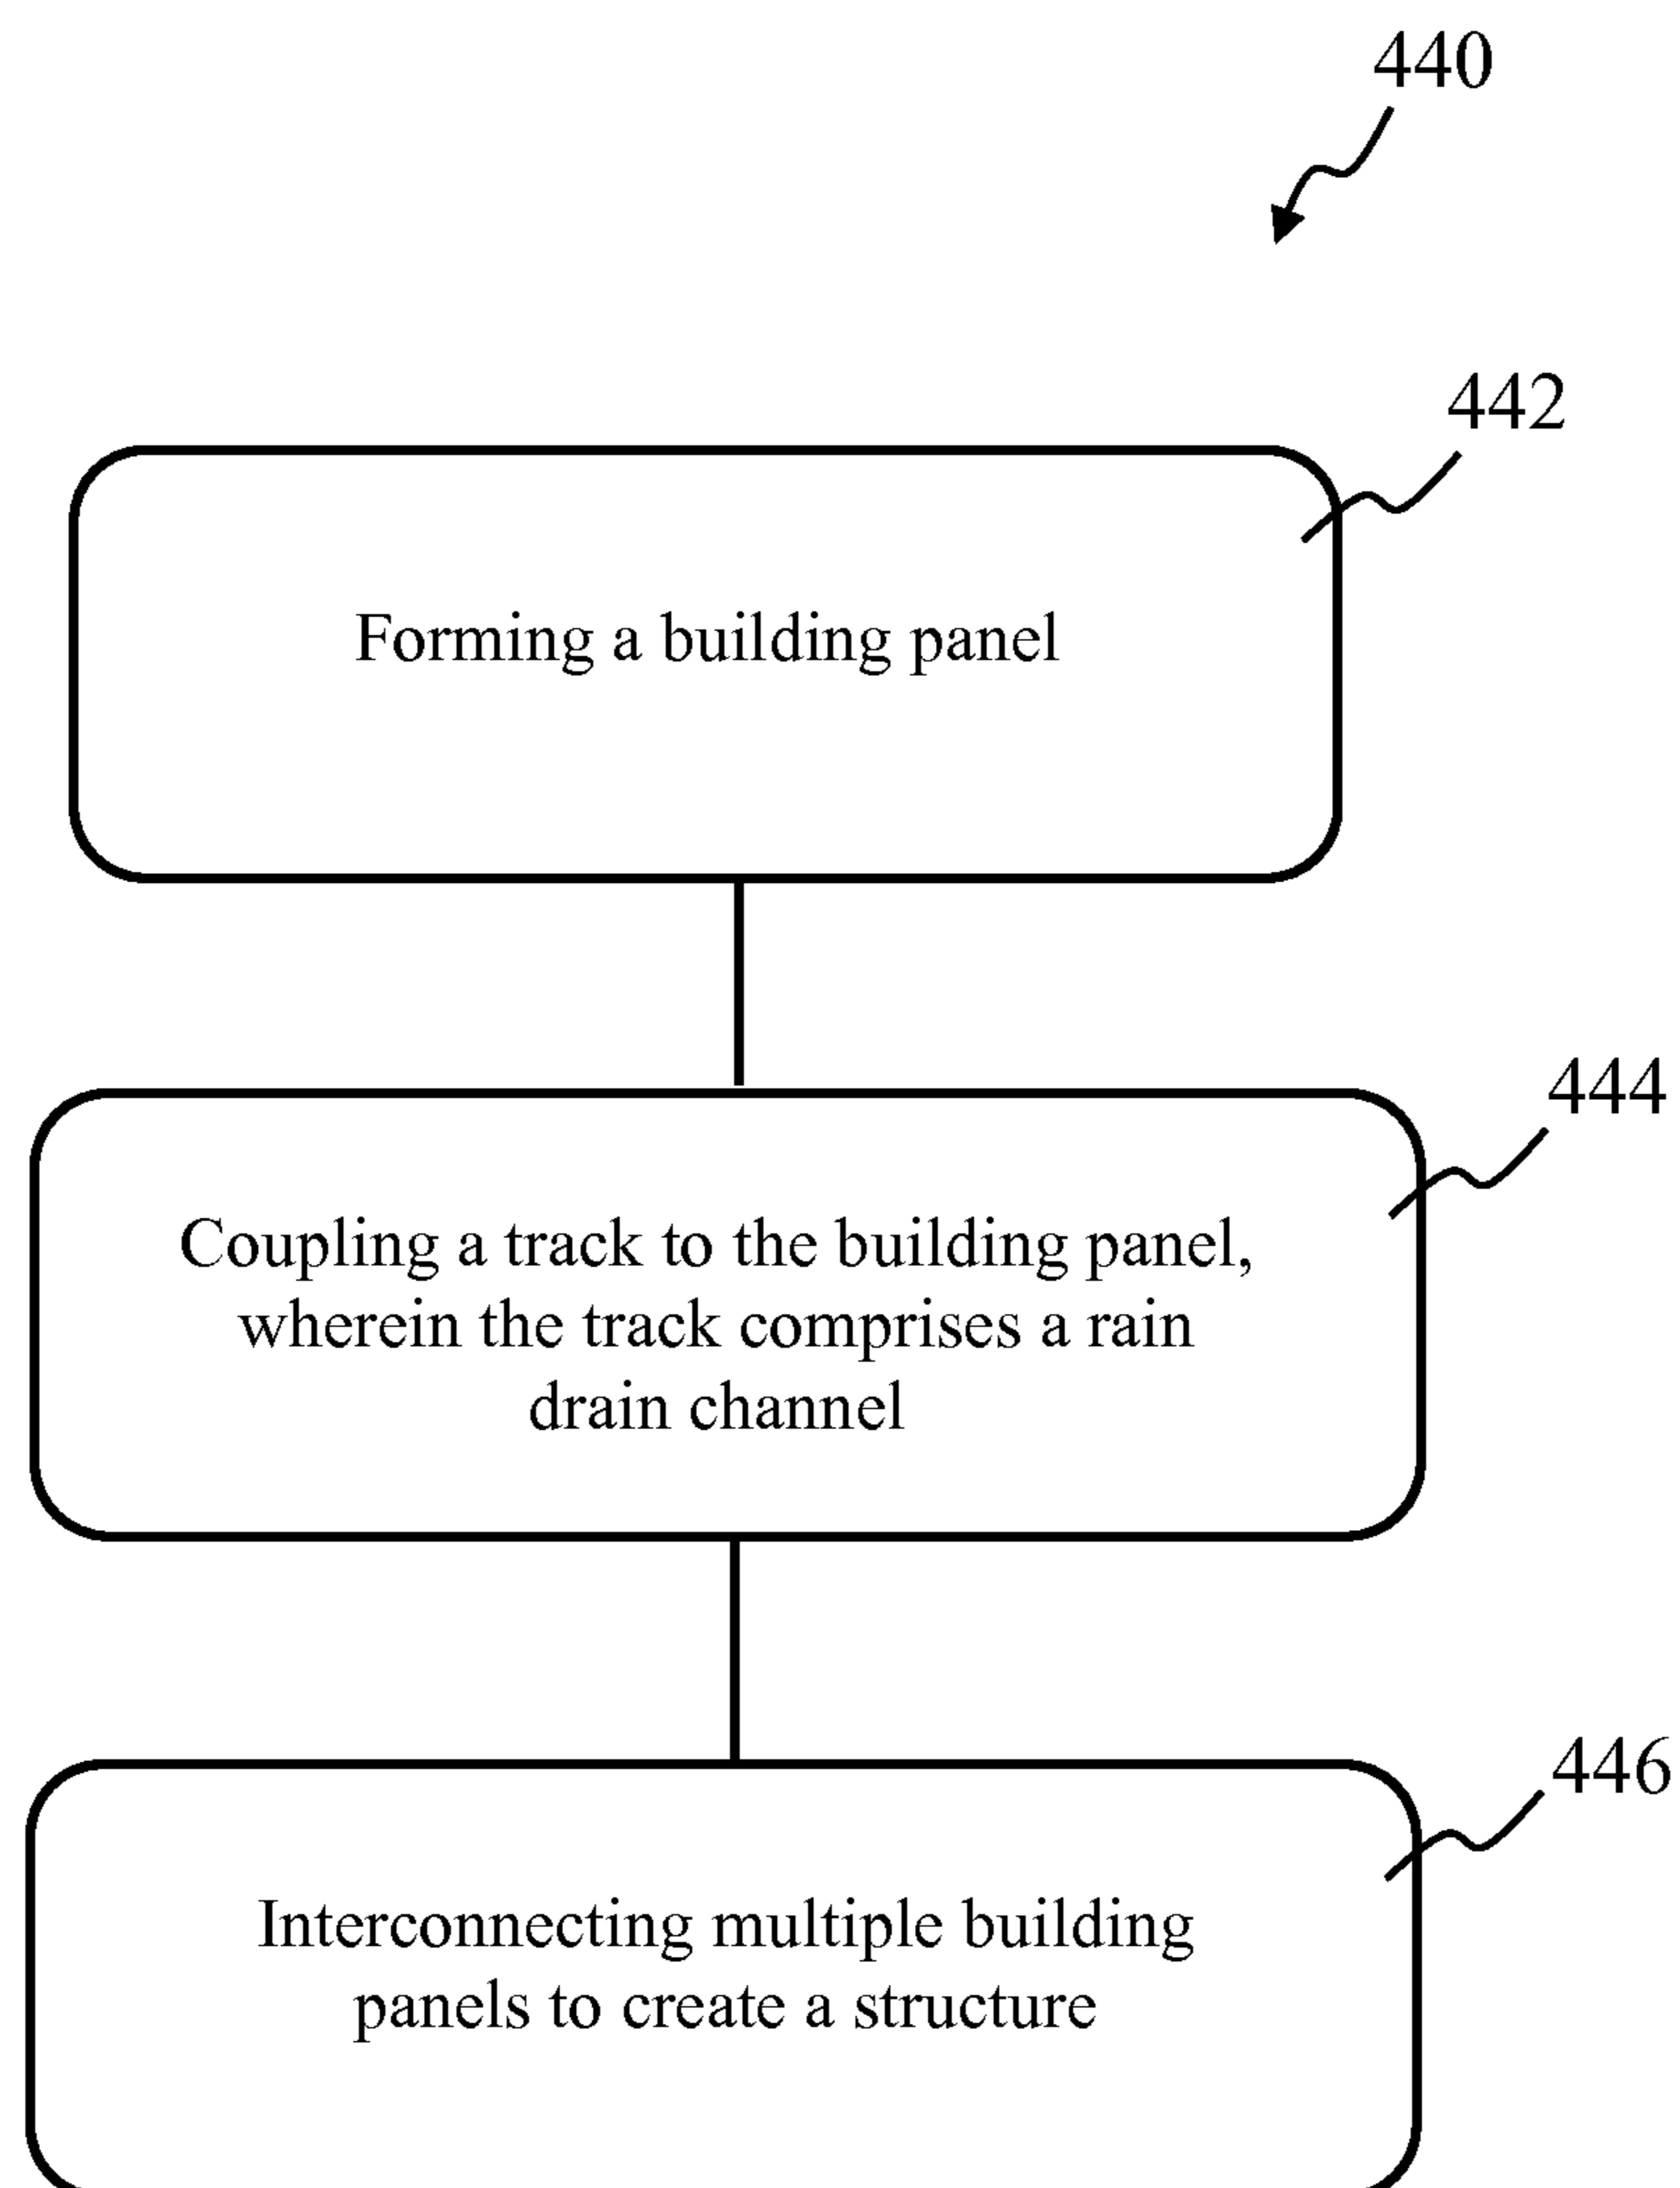 440
442
Forming a building panel
444
Coupling a track to the building panel,
wherein the track comprises a rain
drain channel
446
Interconnecting multiple building
panels to create a structure